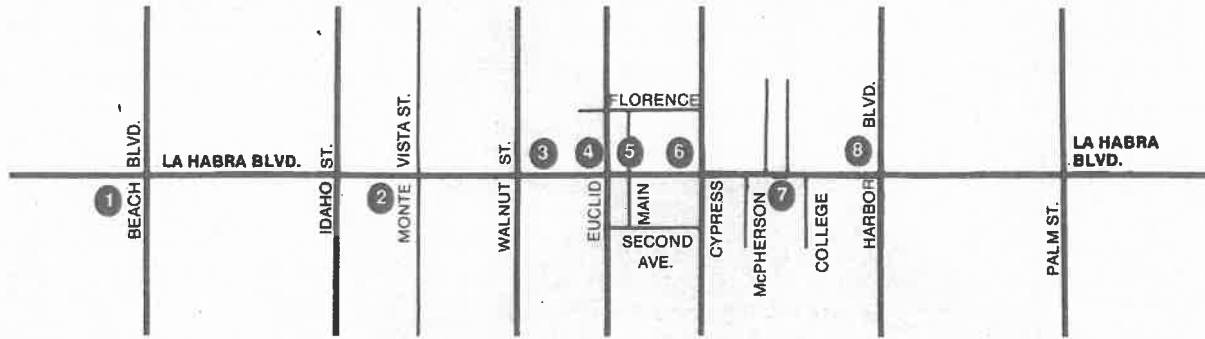 FLORENCE
BEACH BLVD.
LA HABRA BLVD.
IDAHO ST.
MONTE VISTA ST.
WALNUT ST.
EUCLID
MAIN
SECOND
AVE.
CYPRESS
McPHERSON
COLLEGE
HARBOR BLVD.
PALM ST.
LA HABRA
BLVD.
1
2
3
4
5
6
7
8